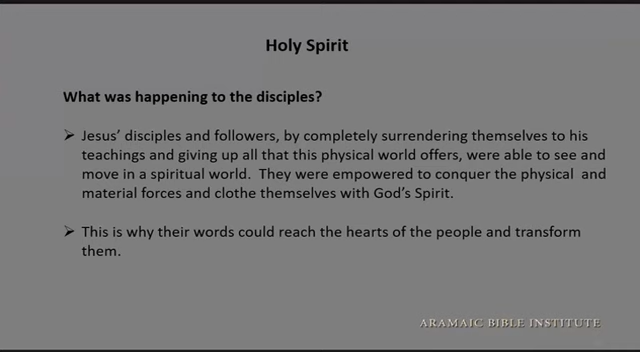 Holy Spirit
What was happening to the disciples?
➢ Jesus’ disciples and followers, by completely surrendering themselves to his
teachings and giving up all that this physical world offers, were able to see and
move in a spiritual world. They were empowered to conquer the physical and
material forces and clothe themselves with God’s Spirit.
➢ This is why their words could reach the hearts of the people and transform
them.
ARAMAIC BIBLE INSTITUTE